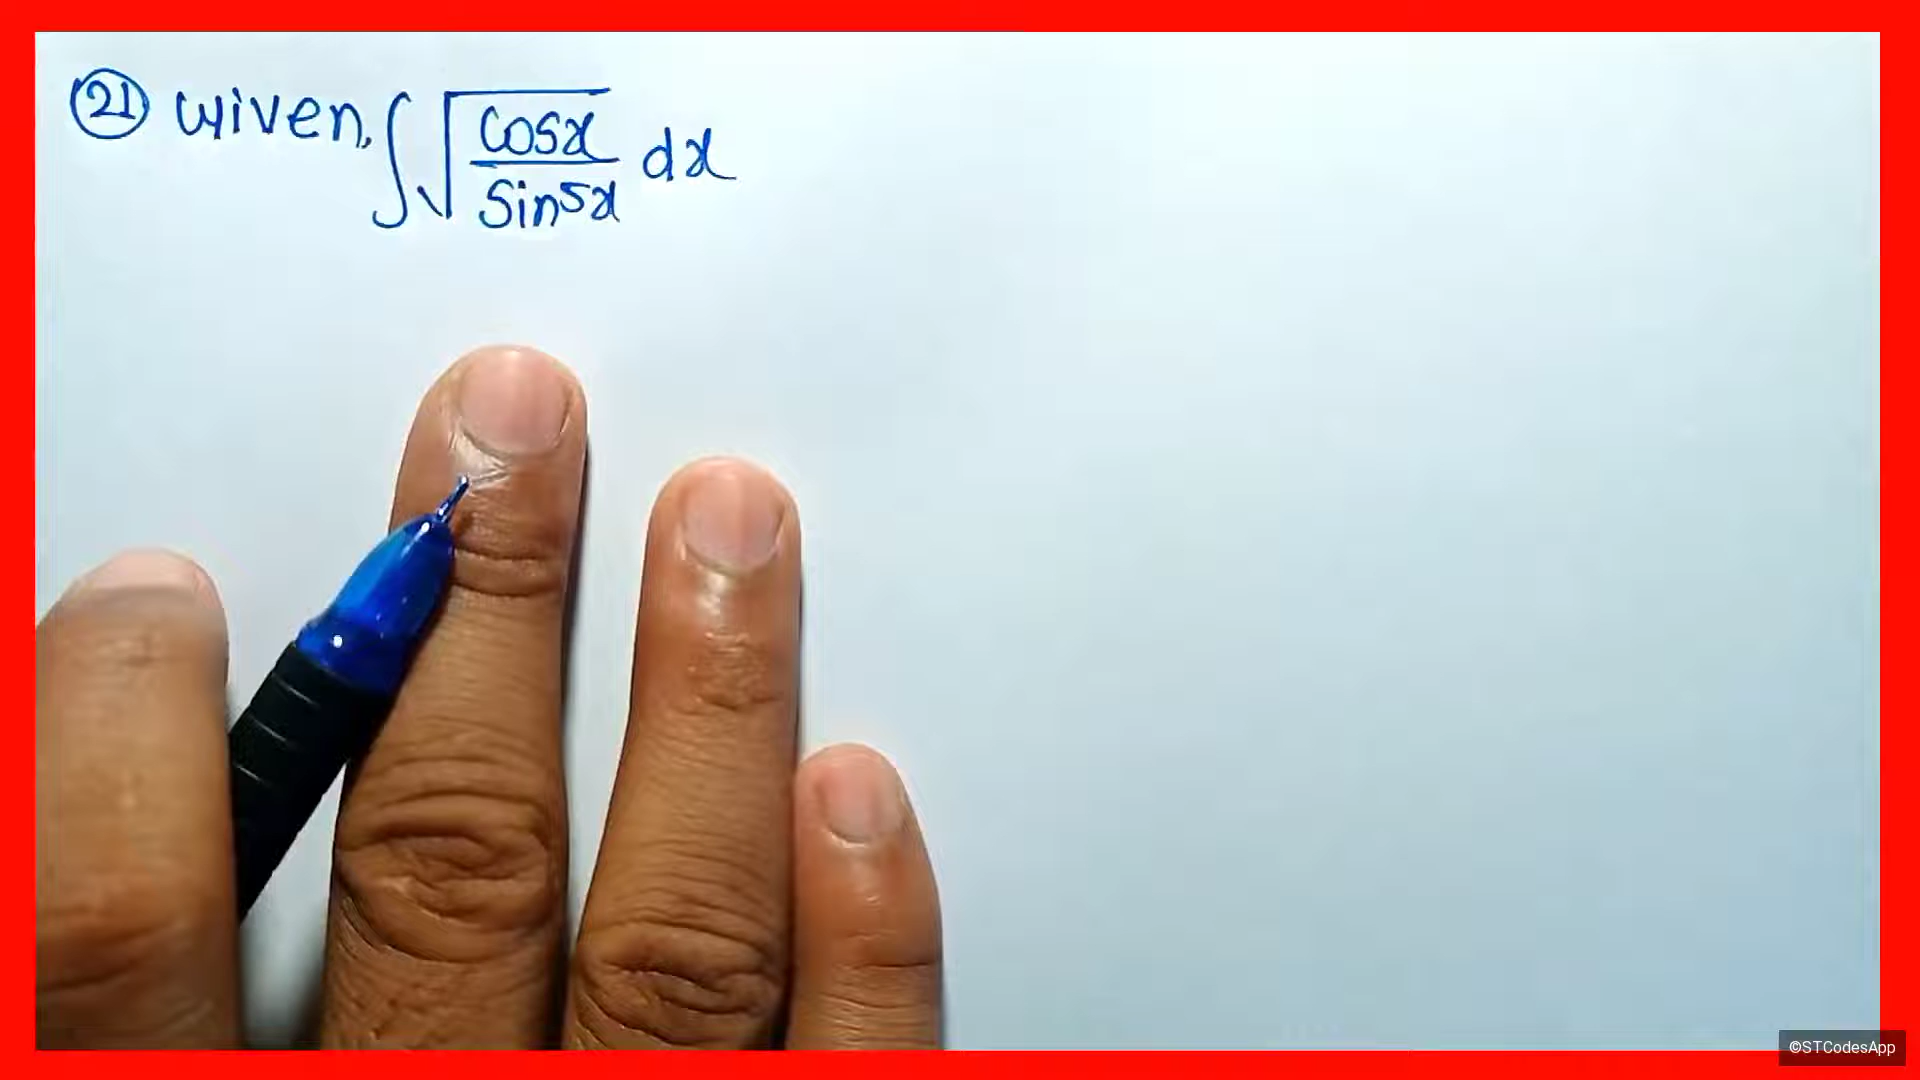 21 Given, ∫ √(cosx / sin⁵x) dx
©STCodesApp